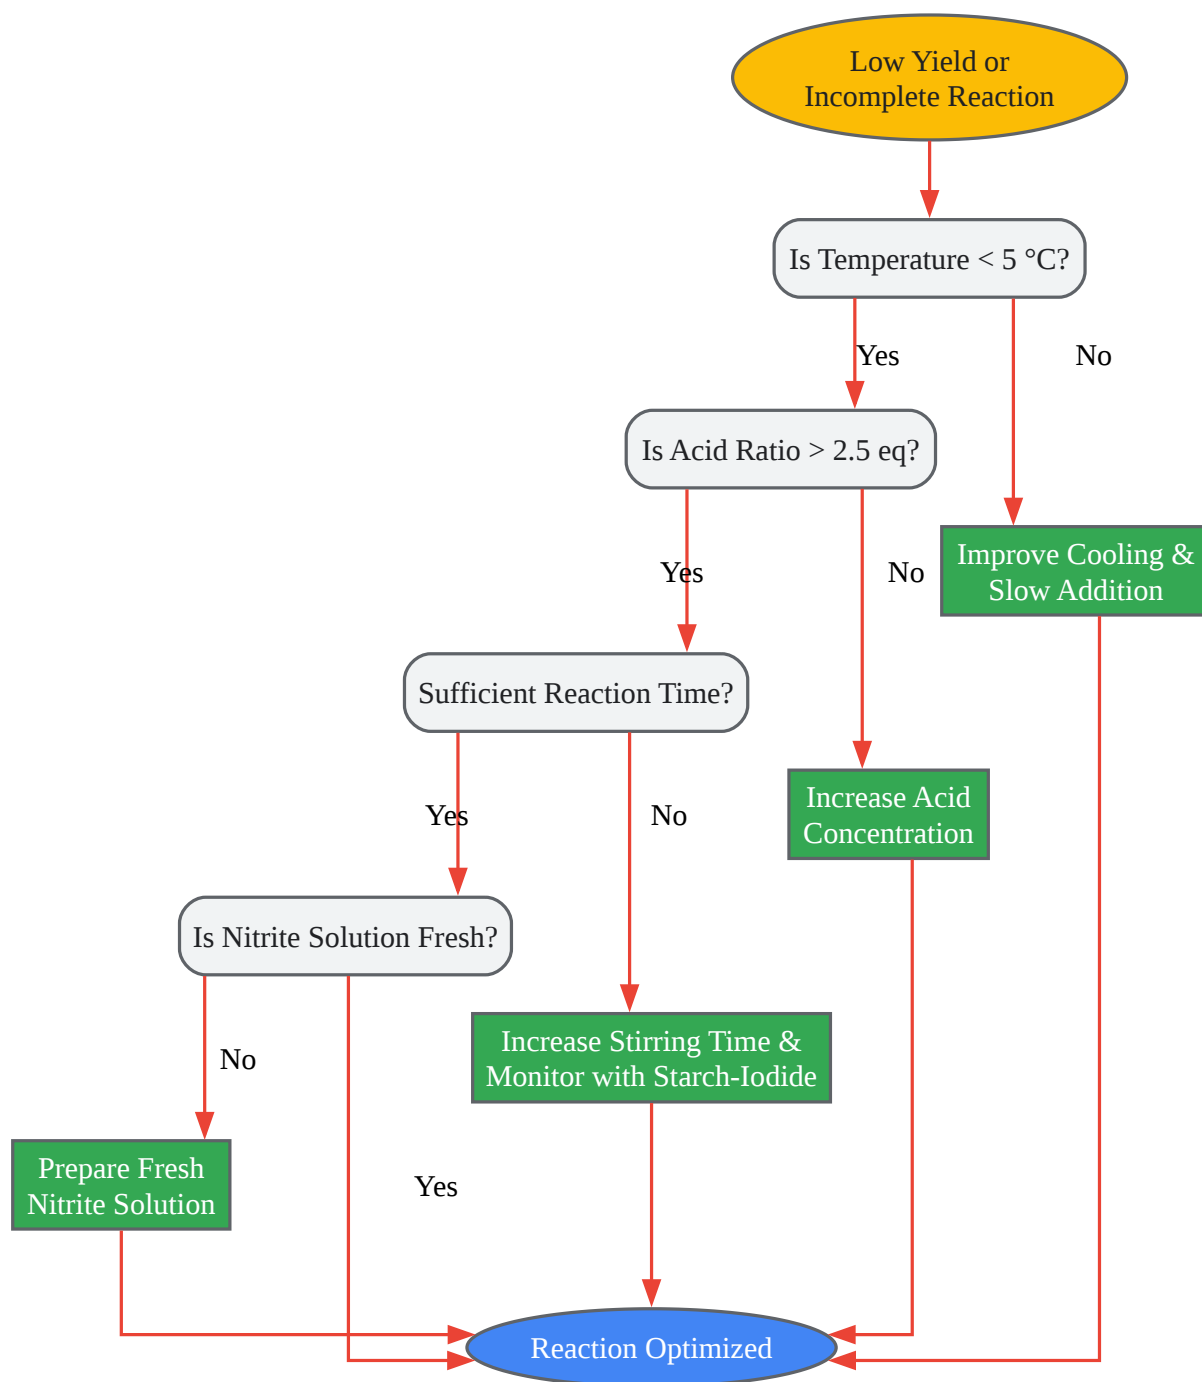 Low Yield or
Incomplete Reaction
Is Temperature < 5 °C?
Yes
No
Is Acid Ratio > 2.5 eq?
Yes
No
Improve Cooling &
Slow Addition
Sufficient Reaction Time?
Yes
No
Increase Acid
Concentration
Is Nitrite Solution Fresh?
No
Increase Stirring Time &
Monitor with Starch-Iodide
Prepare Fresh
Nitrite Solution
Yes
Reaction Optimized